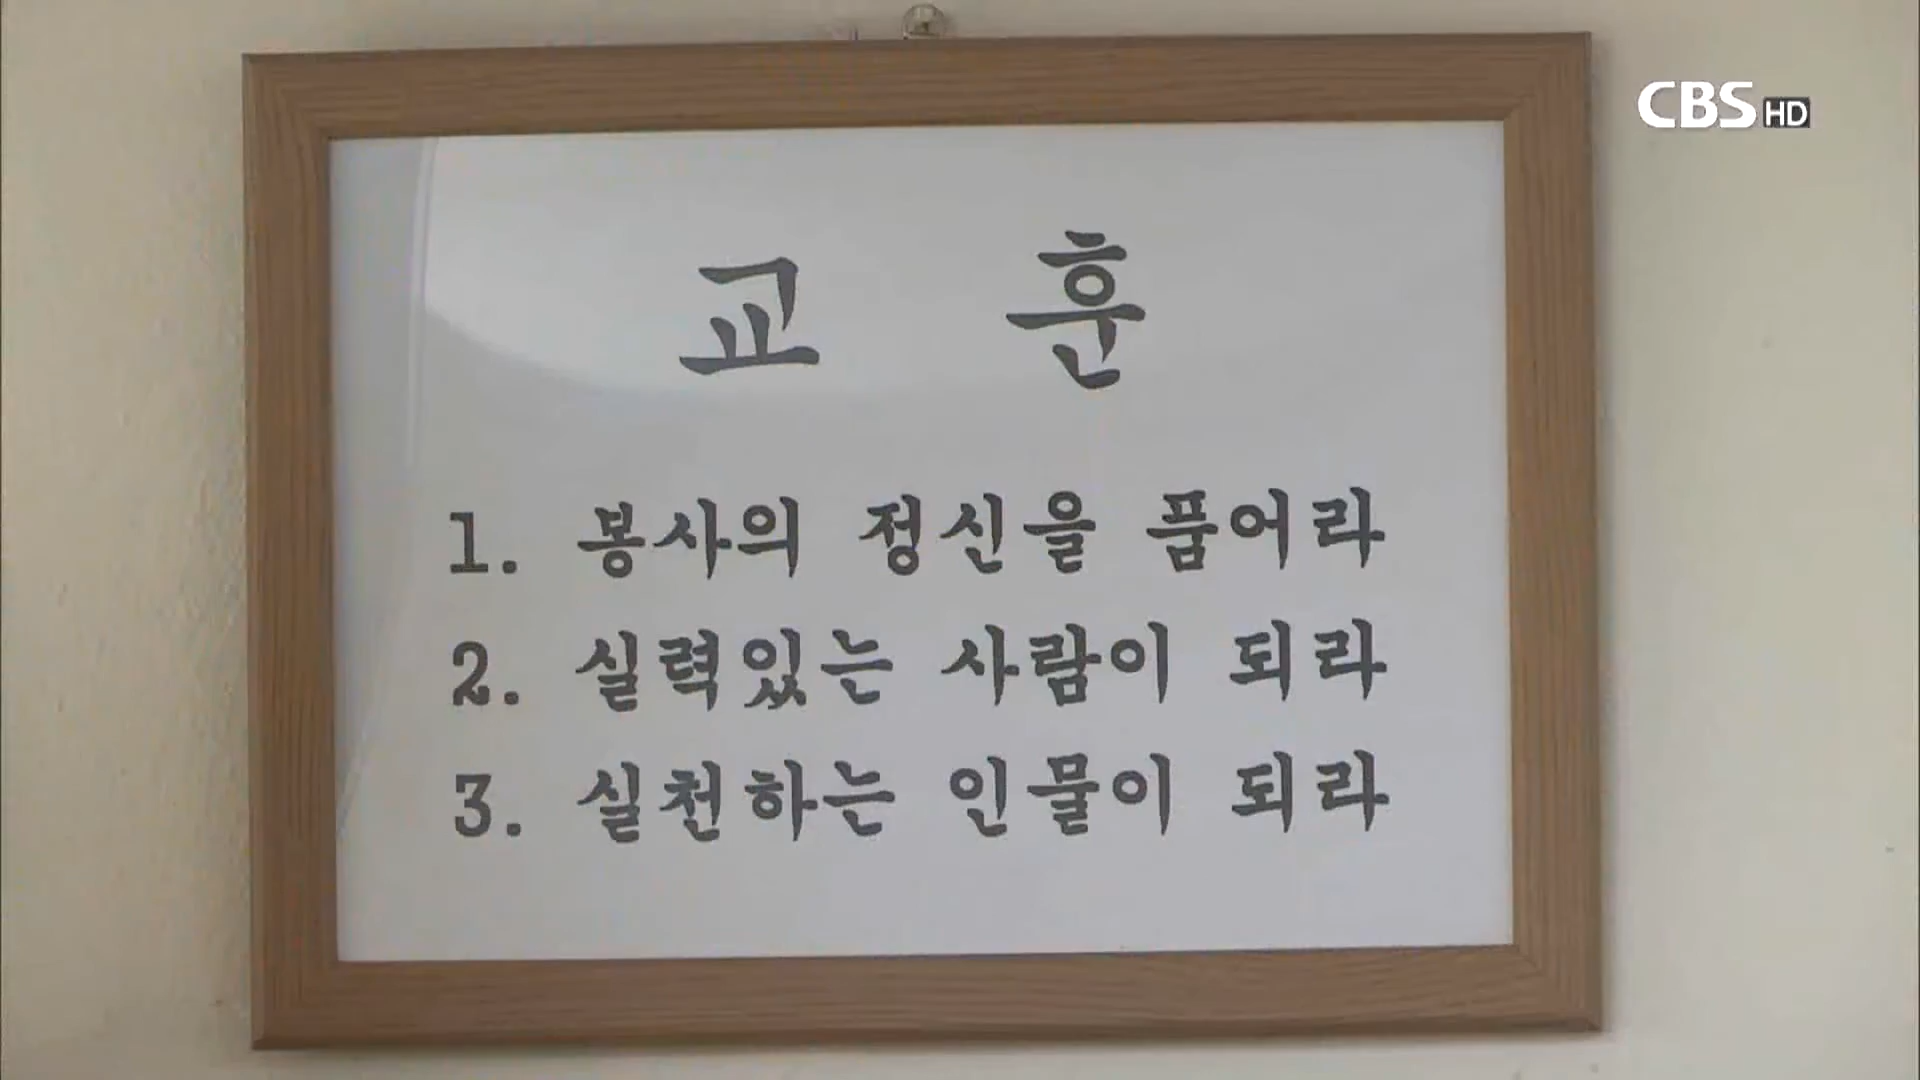 CBS HD
교 훈
1. 봉사의 정신을 품어라
2. 실력있는 사람이 되라
3. 실천하는 인물이 되라